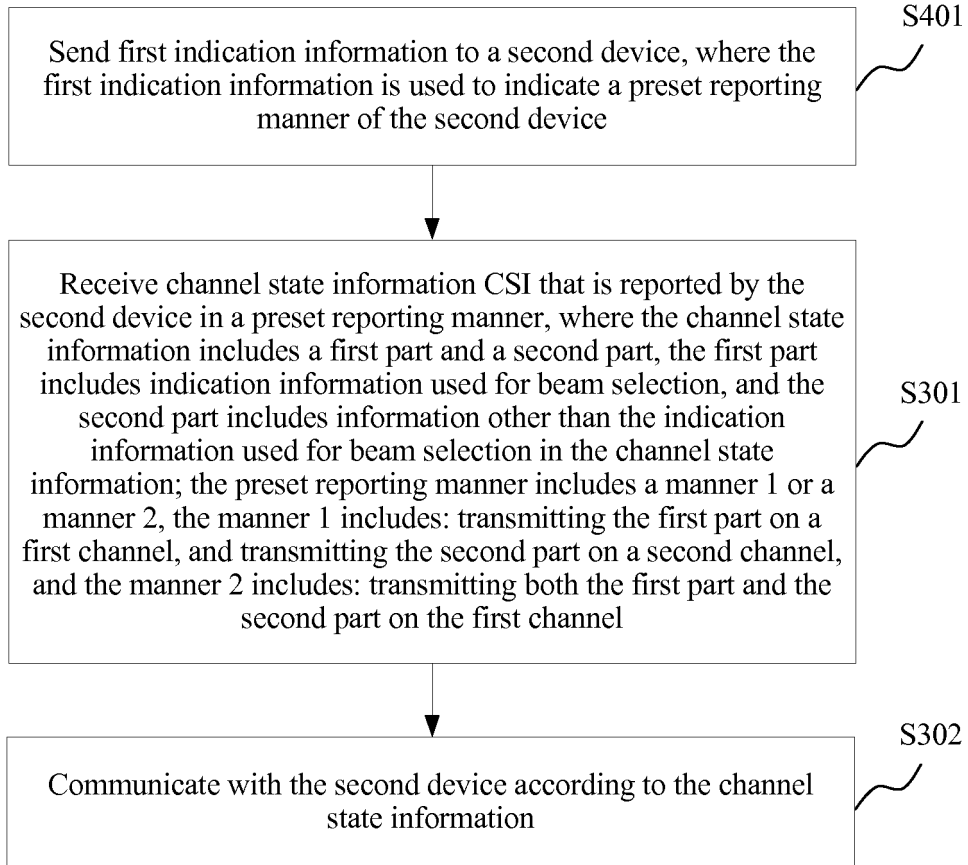 S401
Send first indication information to a second device, where the
first indication information is used to indicate a preset reporting
manner of the second device
Receive channel state information CSI that is reported by the
second device in a preset reporting manner, where the channel state
information includes a first part and a second part, the first part
includes indication information used for beam selection, and the
second part includes information other than the indication
information used for beam selection in the channel state
information; the preset reporting manner includes a manner 1 or a
manner 2, the manner 1 includes: transmitting the first part on a
first channel, and transmitting the second part on a second channel,
and the manner 2 includes: transmitting both the first part and the
second part on the first channel
S301
S302
Communicate with the second device according to the channel
state information